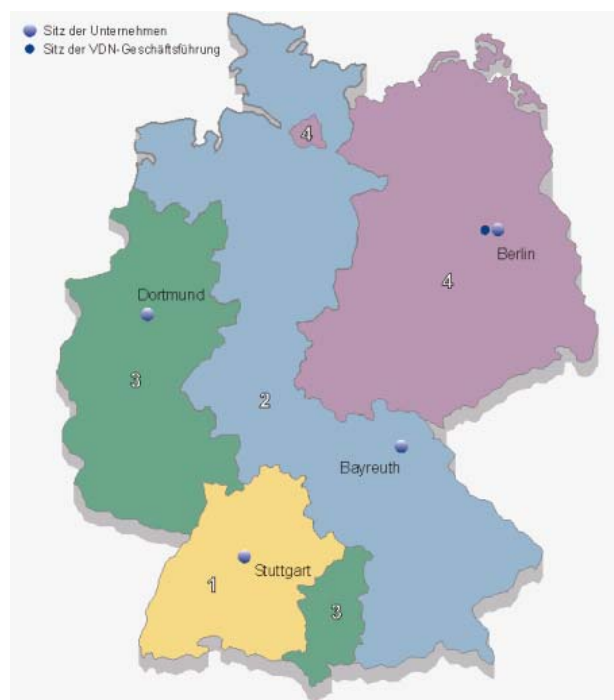 Sitz der Unternehmen
Sitz der VDN-Geschäftsführung
4
Berlin
4
Dortmund
3
2
Bayreuth
Stuttgart
1
3